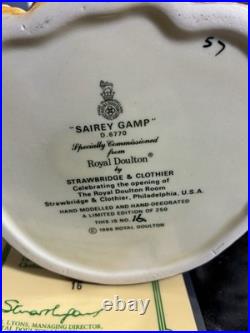 57
"SAIREY GAMP"
D.6770
Specially Commissioned
from
Royal Doulton®
by
STRAWBRIDGE & CLOTHIER
Celebrating the opening of
The Royal Doulton Room
Strawbridge & Clothier, Philadelphia, U.S.A.
HAND MODELLED AND HAND DECORATED
A LIMITED EDITION OF 250
THIS IS NO. 16
© 1986 ROYAL DOULTON
16
LYONS, MANAGING DIRECTOR,